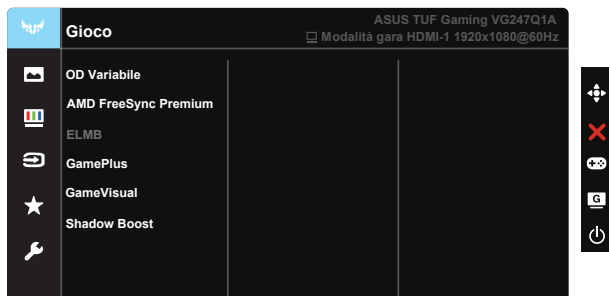 Gioco
ASUS TUF Gaming VG247Q1A
Modalità gara HDMI-1 1920x1080@60Hz
OD Variabile
AMD FreeSync Premium
ELMB
GamePlus
GameVisual
Shadow Boost
G